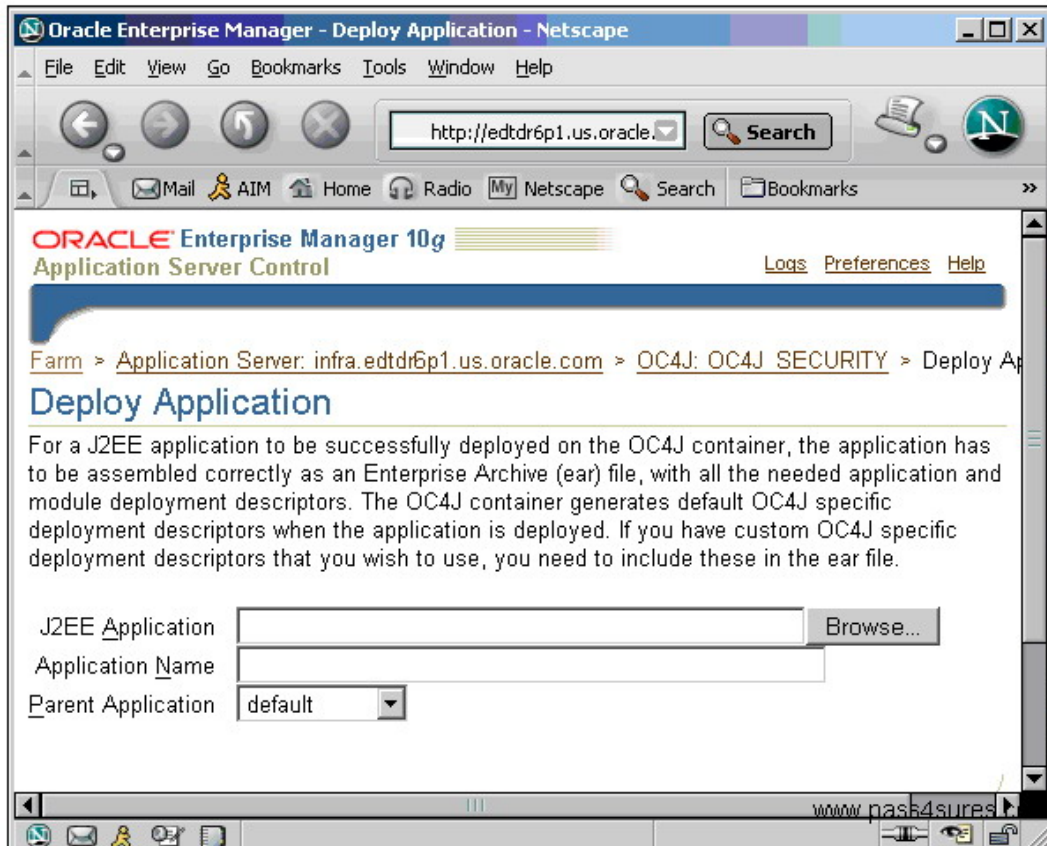 Oracle Enterprise Manager - Deploy Application - Netscape
File Edit View Go Bookmarks Tools Window Help
http://edtdr6p1.us.oracle. Search
N
Mail AIM Home Radio My Netscape Search Bookmarks »
ORACLE Enterprise Manager 10g
Application Server Control
Logs Preferences Help
Farm > Application Server: infra.edtdr6p1.us.oracle.com > OC4J: OC4J_SECURITY > Deploy Ap
Deploy Application
For a J2EE application to be successfully deployed on the OC4J container, the application has
to be assembled correctly as an Enterprise Archive (ear) file, with all the needed application and
module deployment descriptors. The OC4J container generates default OC4J specific
deployment descriptors when the application is deployed. If you have custom OC4J specific
deployment descriptors that you wish to use, you need to include these in the ear file.
J2EE Application Browse...
Application Name
Parent Application default
www.pass4sures.c